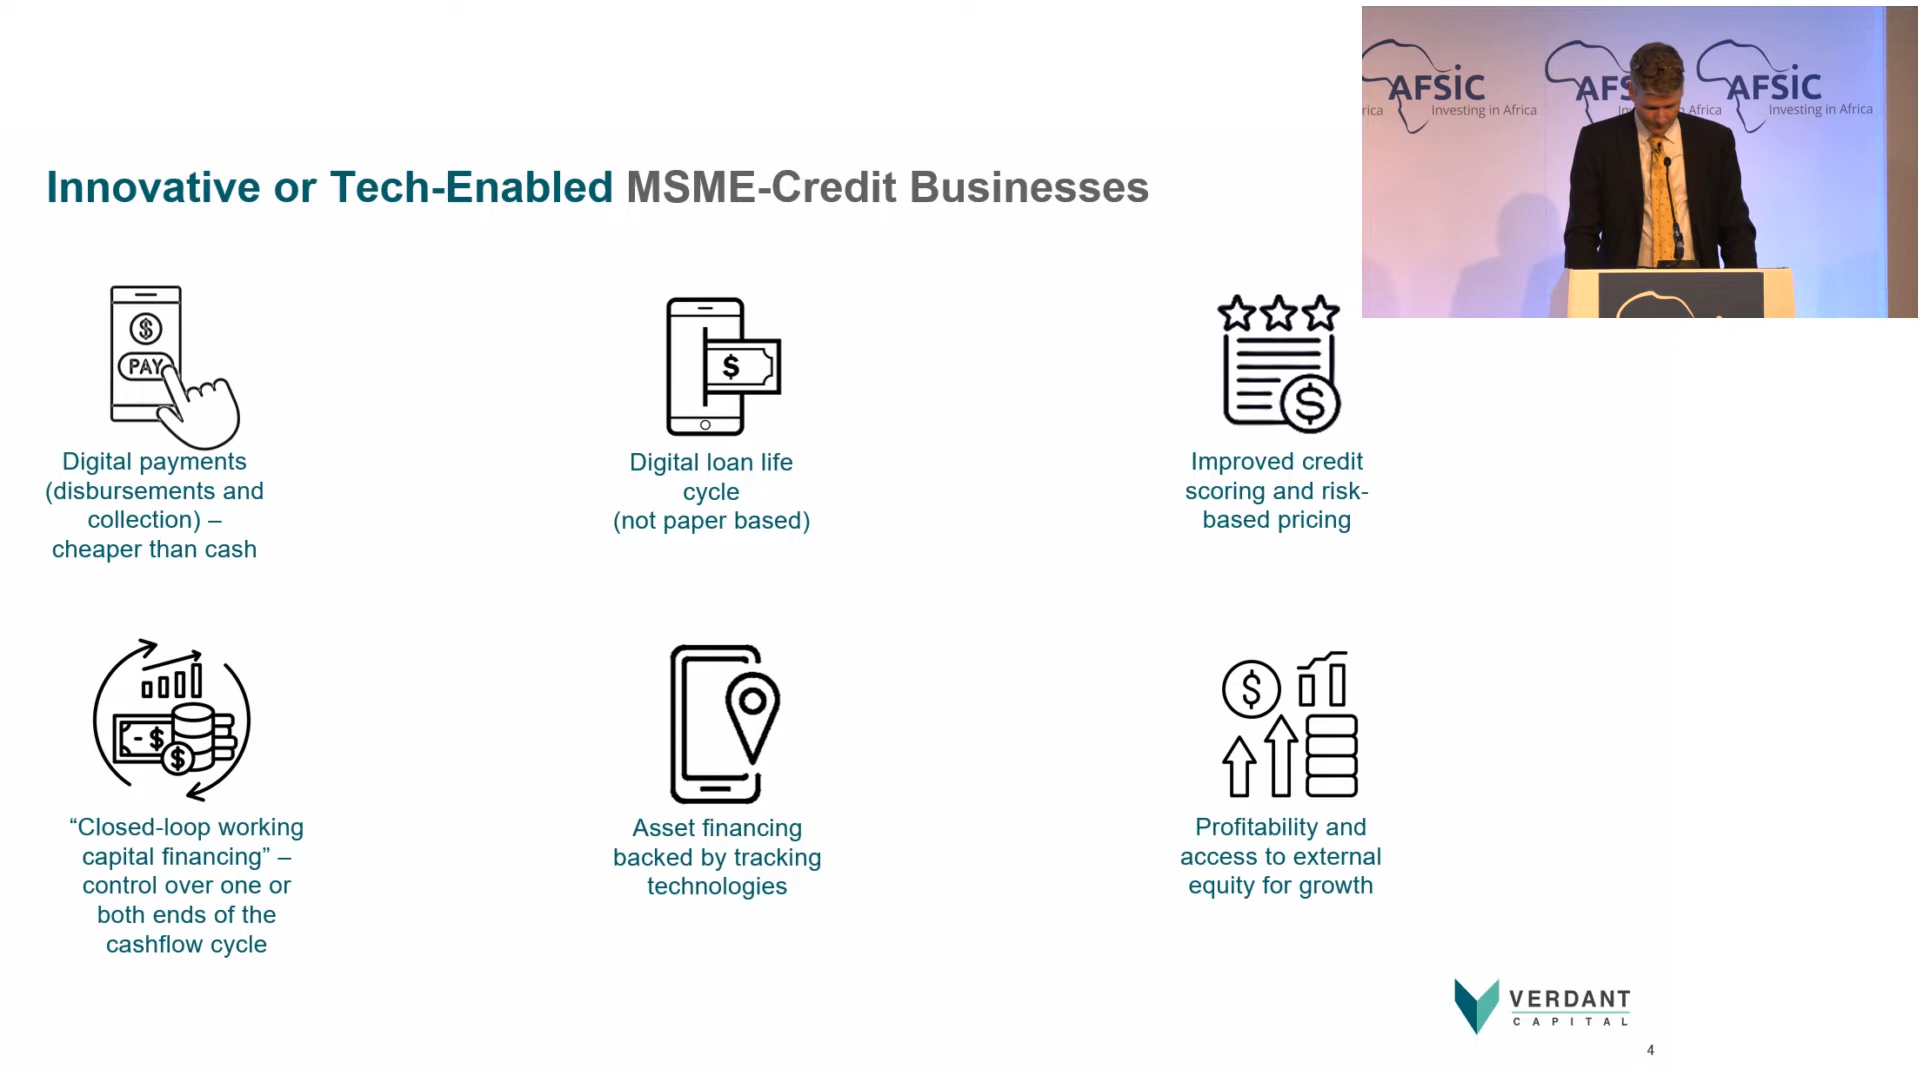 AFSIC
AFS
AFSIC
rica
Investing in Africa
Africa
Investing in Africa
Innovative or Tech-Enabled MSME-Credit Businesses
$
PAY
$
$
Digital payments
(disbursements and
collection) –
cheaper than cash
Digital loan life
cycle
(not paper based)
Improved credit
scoring and risk-
based pricing
$
$
$
“Closed-loop working
capital financing” –
control over one or
both ends of the
cashflow cycle
Asset financing
backed by tracking
technologies
Profitability and
access to external
equity for growth
VERDANT
CAPITAL
4